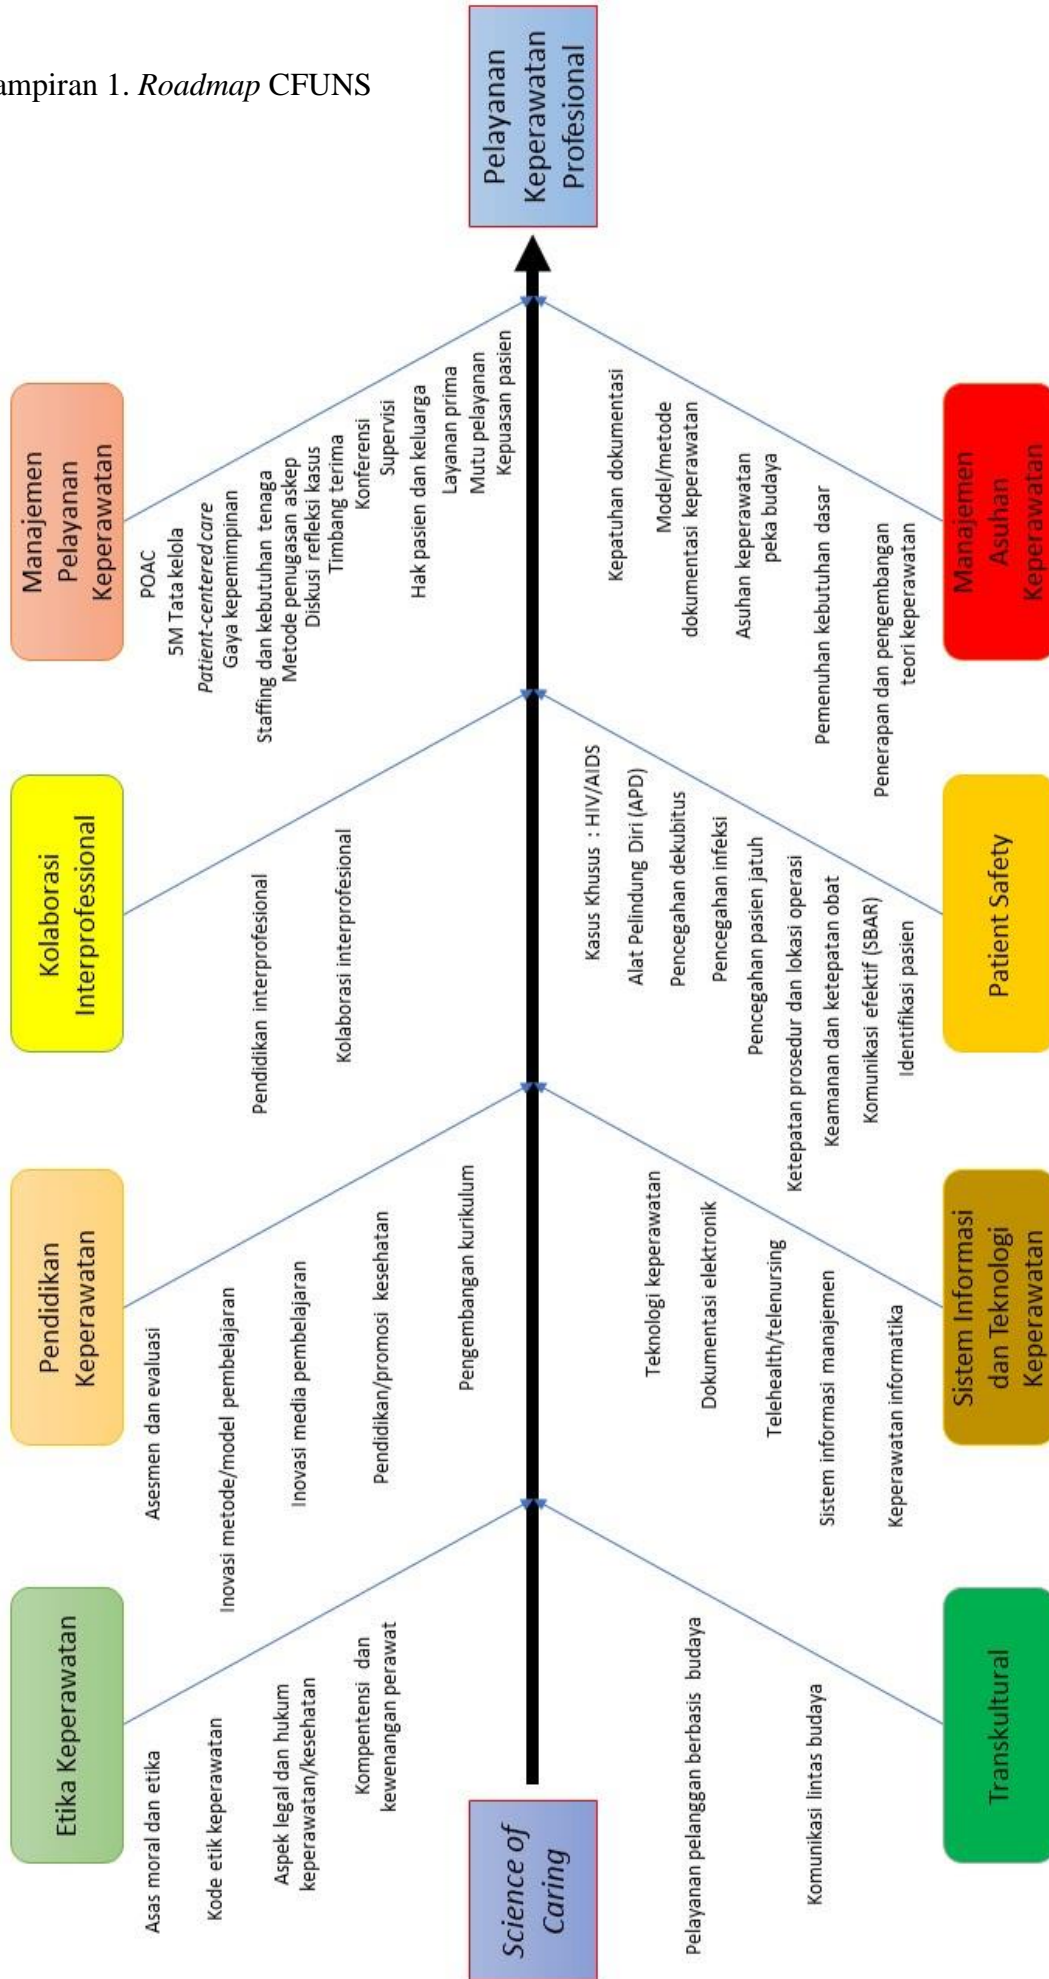 ampiran 1. Roadmap CFUNS
Etika Keperawatan
Asas moral dan etika
Kode etik keperawatan
Aspek legal dan hukum
keperawatan/kesehatan
Kompentensi dan
kewenangan perawat
Pendidikan
Keperawatan
Asesmen dan evaluasi
Inovasi metode/model pembelajaran
Inovasi media pembelajaran
Pendidikan/promosi kesehatan
Pengembangan kurikulum
Kolaborasi
Interprofessional
Pendidikan interprofesional
Kolaborasi interprofesional
Manajemen
Pelayanan
Keperawatan
POAC
5M Tata kelola
Patient-centered care
Gaya kepemimpinan
Staffing dan kebutuhan tenaga
Metode penugasan askep
Diskusi refleksi kasus
Timbang terima
Konferensi
Supervisi
Hak pasien dan keluarga
Layanan prima
Mutu pelayanan
Kepuasan pasien
Science of
Caring
Pelayanan
Keperawatan
Profesional
Pelayanan pelanggan berbasis budaya
Komunikasi lintas budaya
Transkultural
Teknologi keperawatan
Dokumentasi elektronik
Telehealth/telenursing
Sistem informasi manajemen
Keperawatan informatika
Sistem Informasi
dan Teknologi
Keperawatan
Kasus Khusus : HIV/AIDS
Alat Pelindung Diri (APD)
Pencegahan dekubitus
Pencegahan infeksi
Pencegahan pasien jatuh
Ketepatan prosedur dan lokasi operasi
Keamanan dan ketepatan obat
Komunikasi efektif (SBAR)
Identifikasi pasien
Patient Safety
Kepatuhan dokumentasi
Model/metode
dokumentasi keperawatan
Asuhan keperawatan
peka budaya
Pemenuhan kebutuhan dasar
Penerapan dan pengembangan
teori keperawatan
Manajemen
Asuhan
Keperawatan